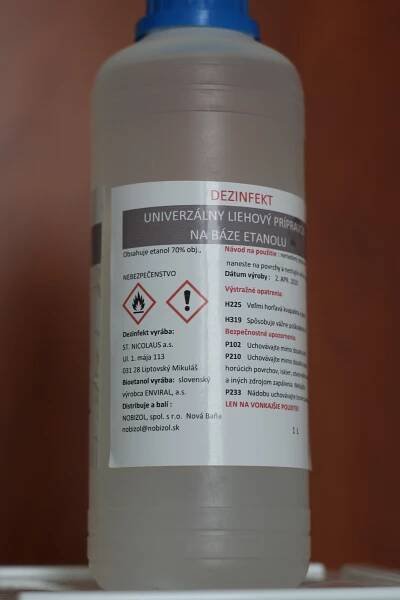 DEZINFEKT
UNIVERZÁLNY LIEHOVÝ
NA BÁZE ETANOLU
Obsahuje etanol 70% obj.,
NEBEZPEČENSTVO
Dezinfekt vyrába:
ST. NICOLAUS a.s.
Ul. 1. mája 113
031 28 Liptovský Mikuláš
Bioetanol vyrába: slovenský
výrobca ENVIRAL, a.s.
Distribuje a balí :
NOBIZOL, spol. s r.o. Nová Baňa
nobizol@nobizol.sk
Návod na použitie :
naneste na povrchy a
Dátum výroby : 2. APR. 2020
Výstražné opatrenia:
H225 Veľmi horľavá kvapalina
H319 Spôsobuje vážne
Bezpečnostné upozornenia
P102 Uchovávajte mimo dosahu
P210 Uchovávajte mimo
horúcich povrchov, iskier,
a iných zdrojov zapálenia.
P233 Nádobu uchovávajte
LEN NA VONKAJŠIE POUŽITIE
1 L